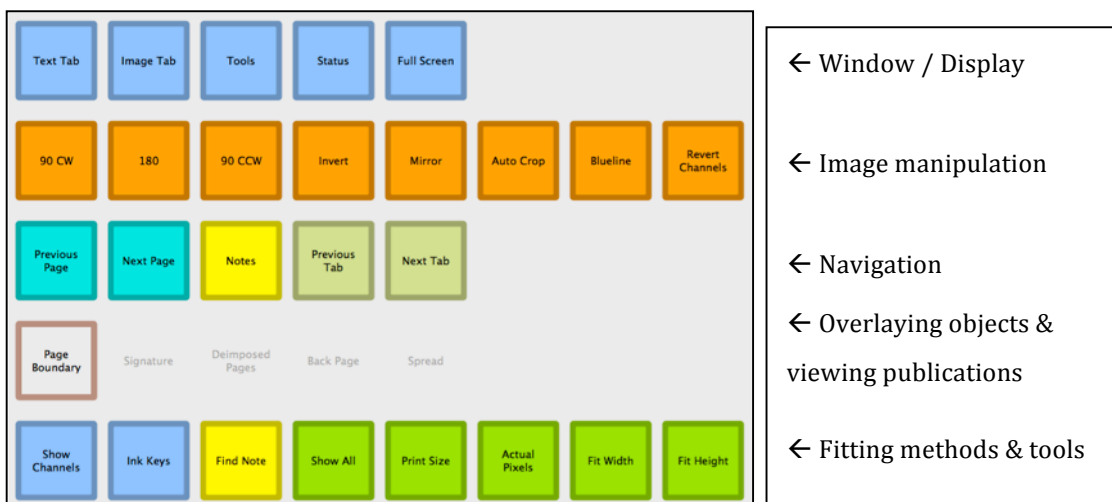 Text Tab Image Tab Tools Status Full Screen
← Window / Display
90 CW 180 90 CCW Invert Mirror Auto Crop Blueline Revert
Channels
← Image manipulation
Previous
Page Next Page Notes Previous
Tab Next Tab
← Navigation
Page
Boundary Signature Deimposed
Pages Back Page Spread
← Overlaying objects &
viewing publications
Show
Channels Ink Keys Find Note Show All Print Size Actual
Pixels Fit Width Fit Height
← Fitting methods & tools